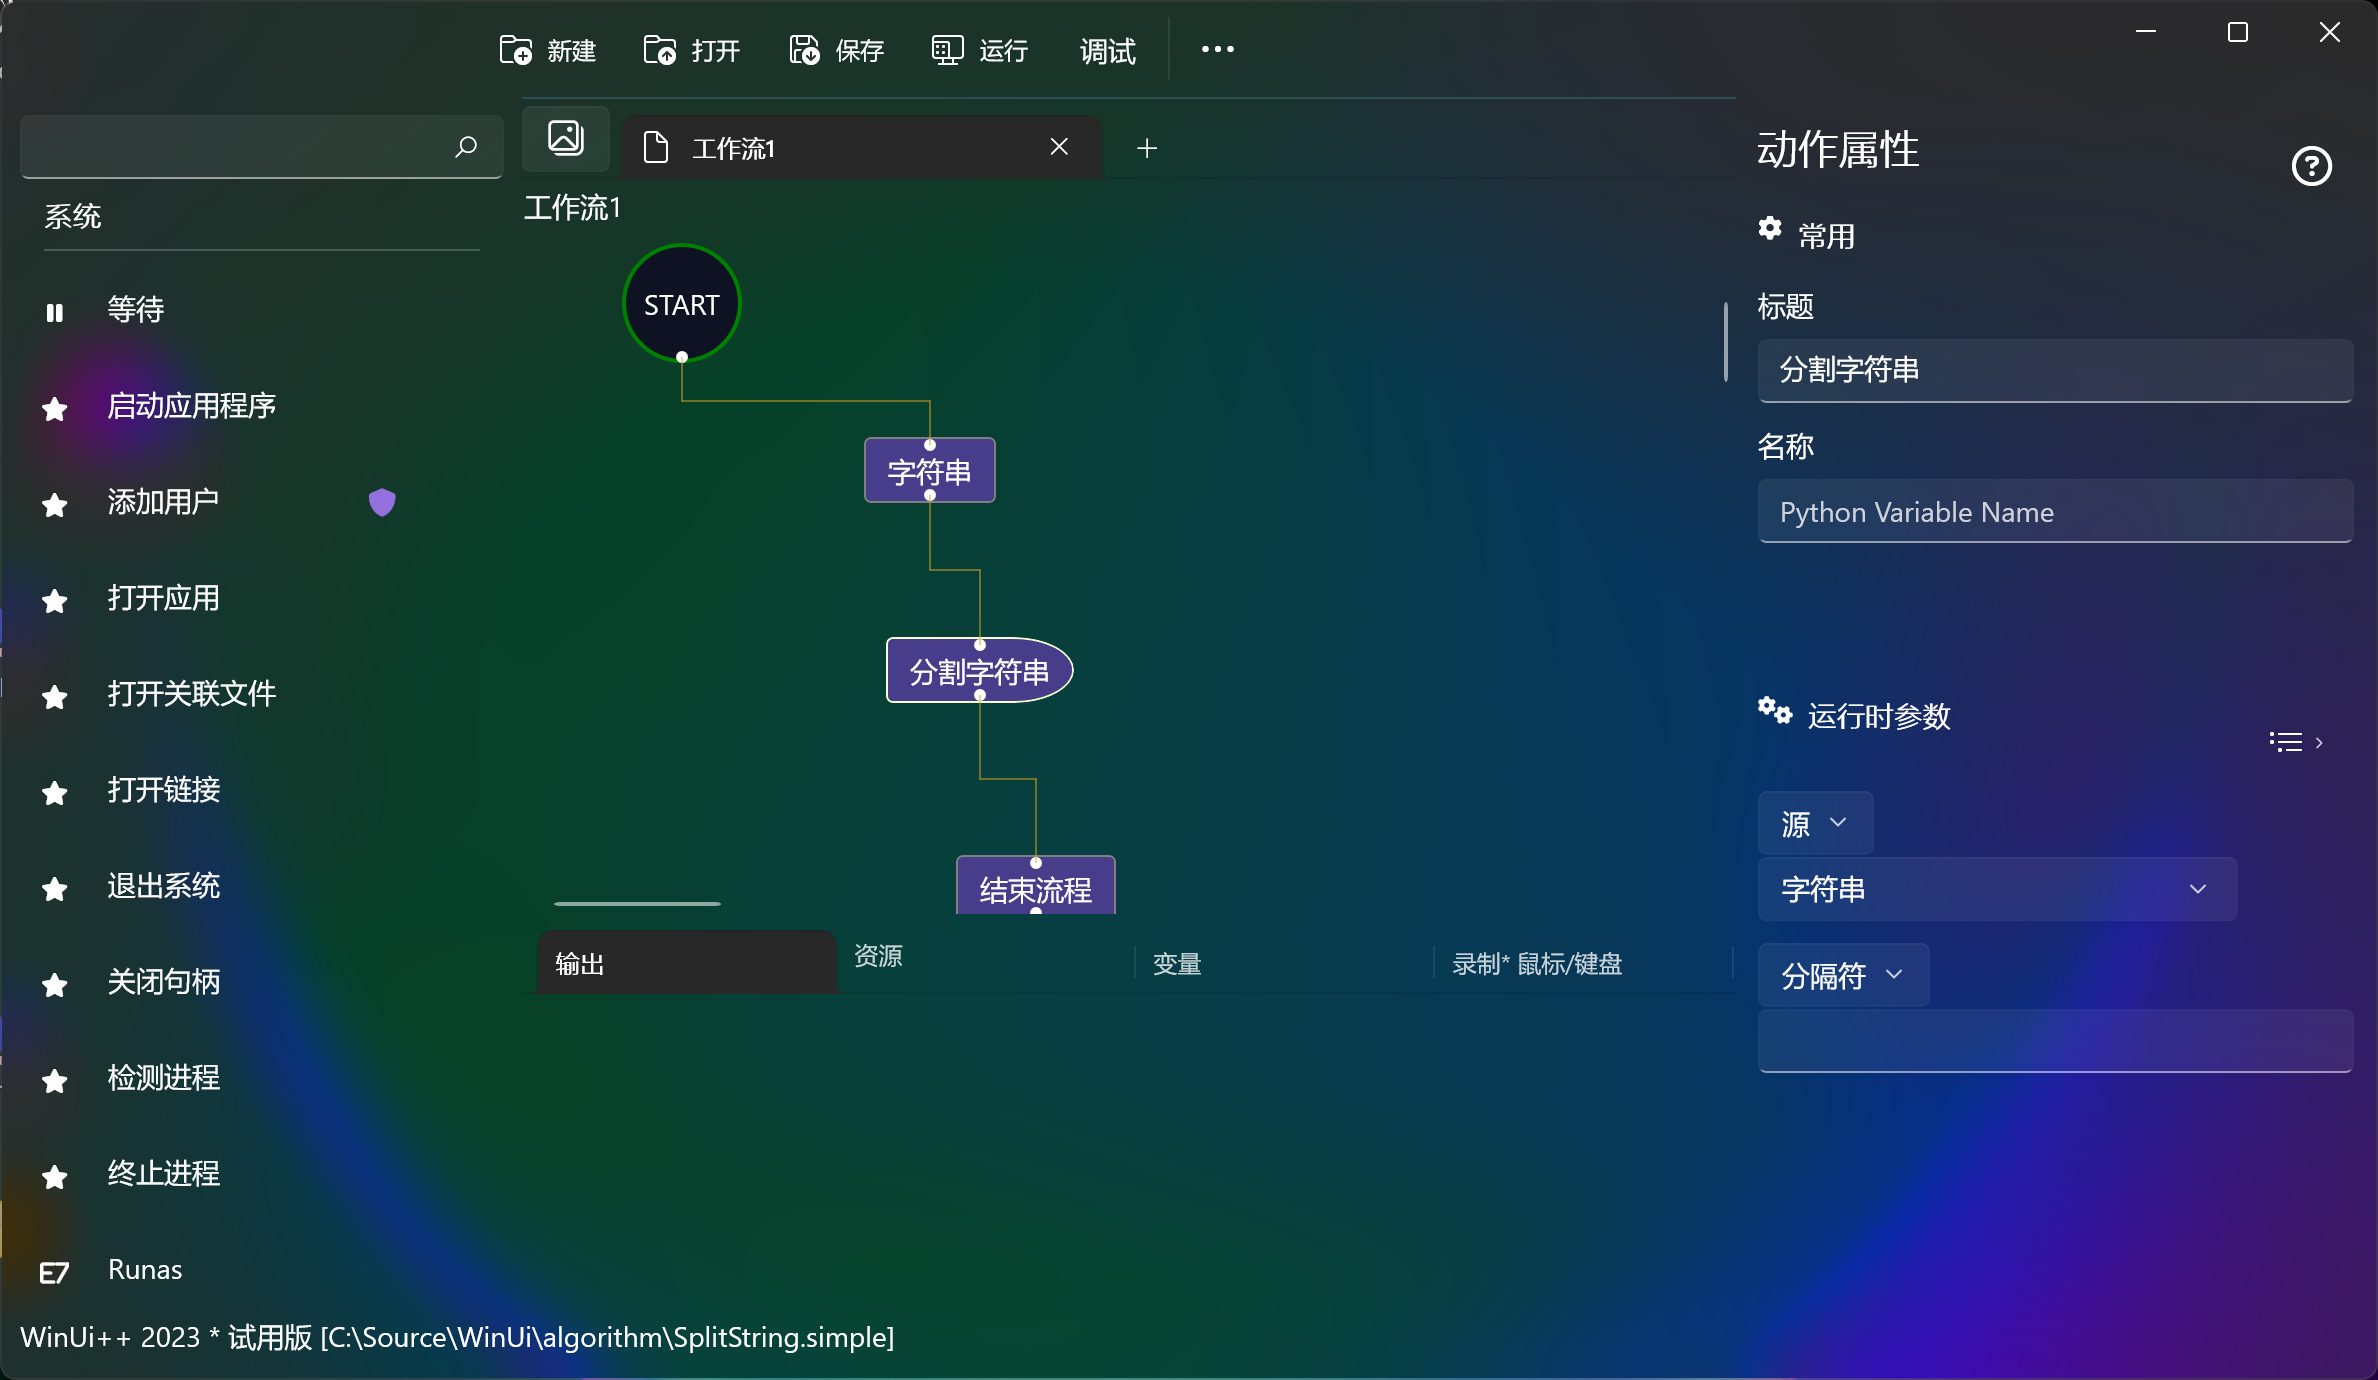 新建 打开 保存 运行 调试
工作流1
工作流1
系统
等待
启动应用程序
添加用户
打开应用
打开关联文件
打开链接
退出系统
关闭句柄
检测进程
终止进程
Runas
START
字符串
分割字符串
结束流程
输出 资源 变量 录制* 鼠标/键盘
动作属性
常用
标题
分割字符串
名称
Python Variable Name
运行时参数
源
字符串
分隔符
WinUi++ 2023 * 试用版 [C:\Source\WinUi\algorithm\SplitString.simple]